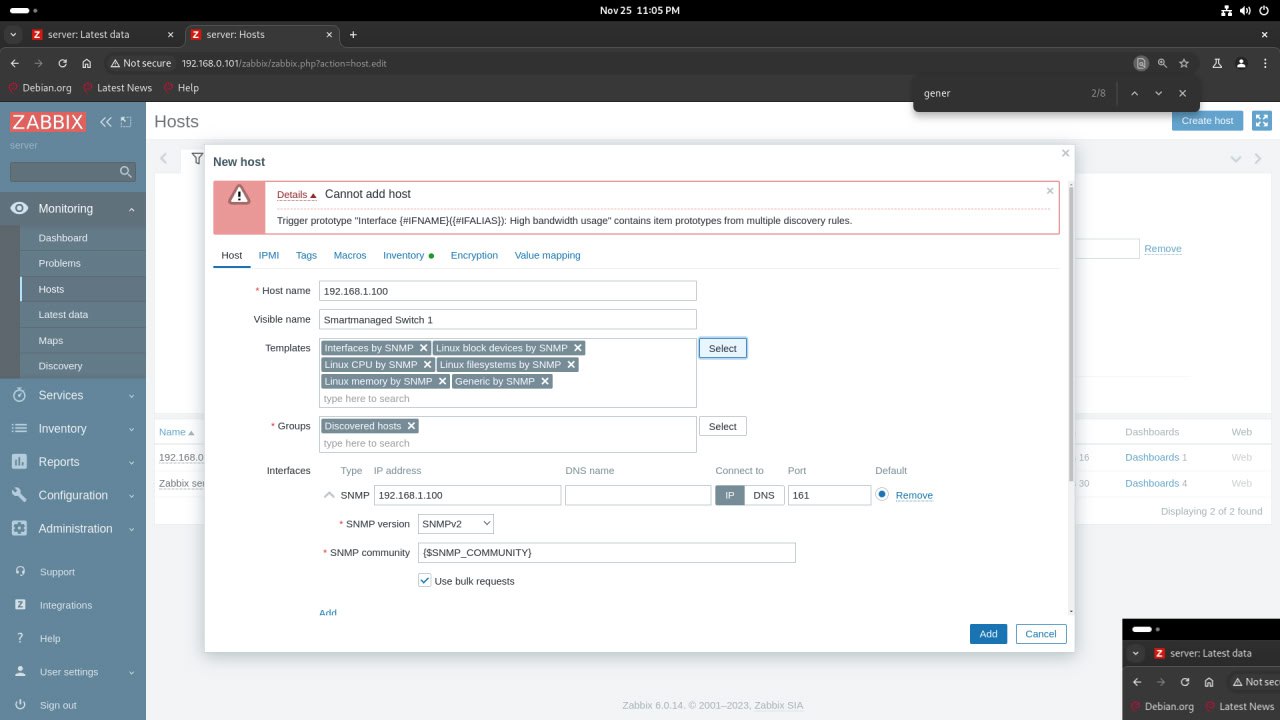 Nov 25 11:05 PM
server: Latest data
server: Hosts
Not secure 192.168.0.101/zabbix/zabbix.php?action=host.edit
Debian.org Latest News Help
gener 2/8
ZABBIX
server
Hosts
Create host
Monitoring
Dashboard
Problems
Hosts
Latest data
Maps
Discovery
Services
Inventory
Reports
Configuration
Administration
Support
Integrations
Help
User settings
Sign out
New host
Details Cannot add host
Trigger prototype "Interface {#IFNAME}({#IFALIAS}): High bandwidth usage" contains item prototypes from multiple discovery rules.
Host IPMI Tags Macros Inventory Encryption Value mapping
* Host name 192.168.1.100
Visible name Smartmanaged Switch 1
Templates Interfaces by SNMP Linux block devices by SNMP Select
Linux CPU by SNMP Linux filesystems by SNMP
Linux memory by SNMP Generic by SNMP
type here to search
* Groups Discovered hosts Select
type here to search
Interfaces Type IP address DNS name Connect to Port Default
SNMP 192.168.1.100 IP DNS 161 Remove
* SNMP version SNMPv2
* SNMP community {$SNMP_COMMUNITY}
Use bulk requests
Add
Add Cancel
Remove
Name Dashboards Web
192.168.0 16 Dashboards 1 Web
Zabbix ser 30 Dashboards 4 Web
Displaying 2 of 2 found
Zabbix 6.0.14. © 2001–2023, Zabbix SIA
server: Latest data
Not sec
Debian.org Latest News